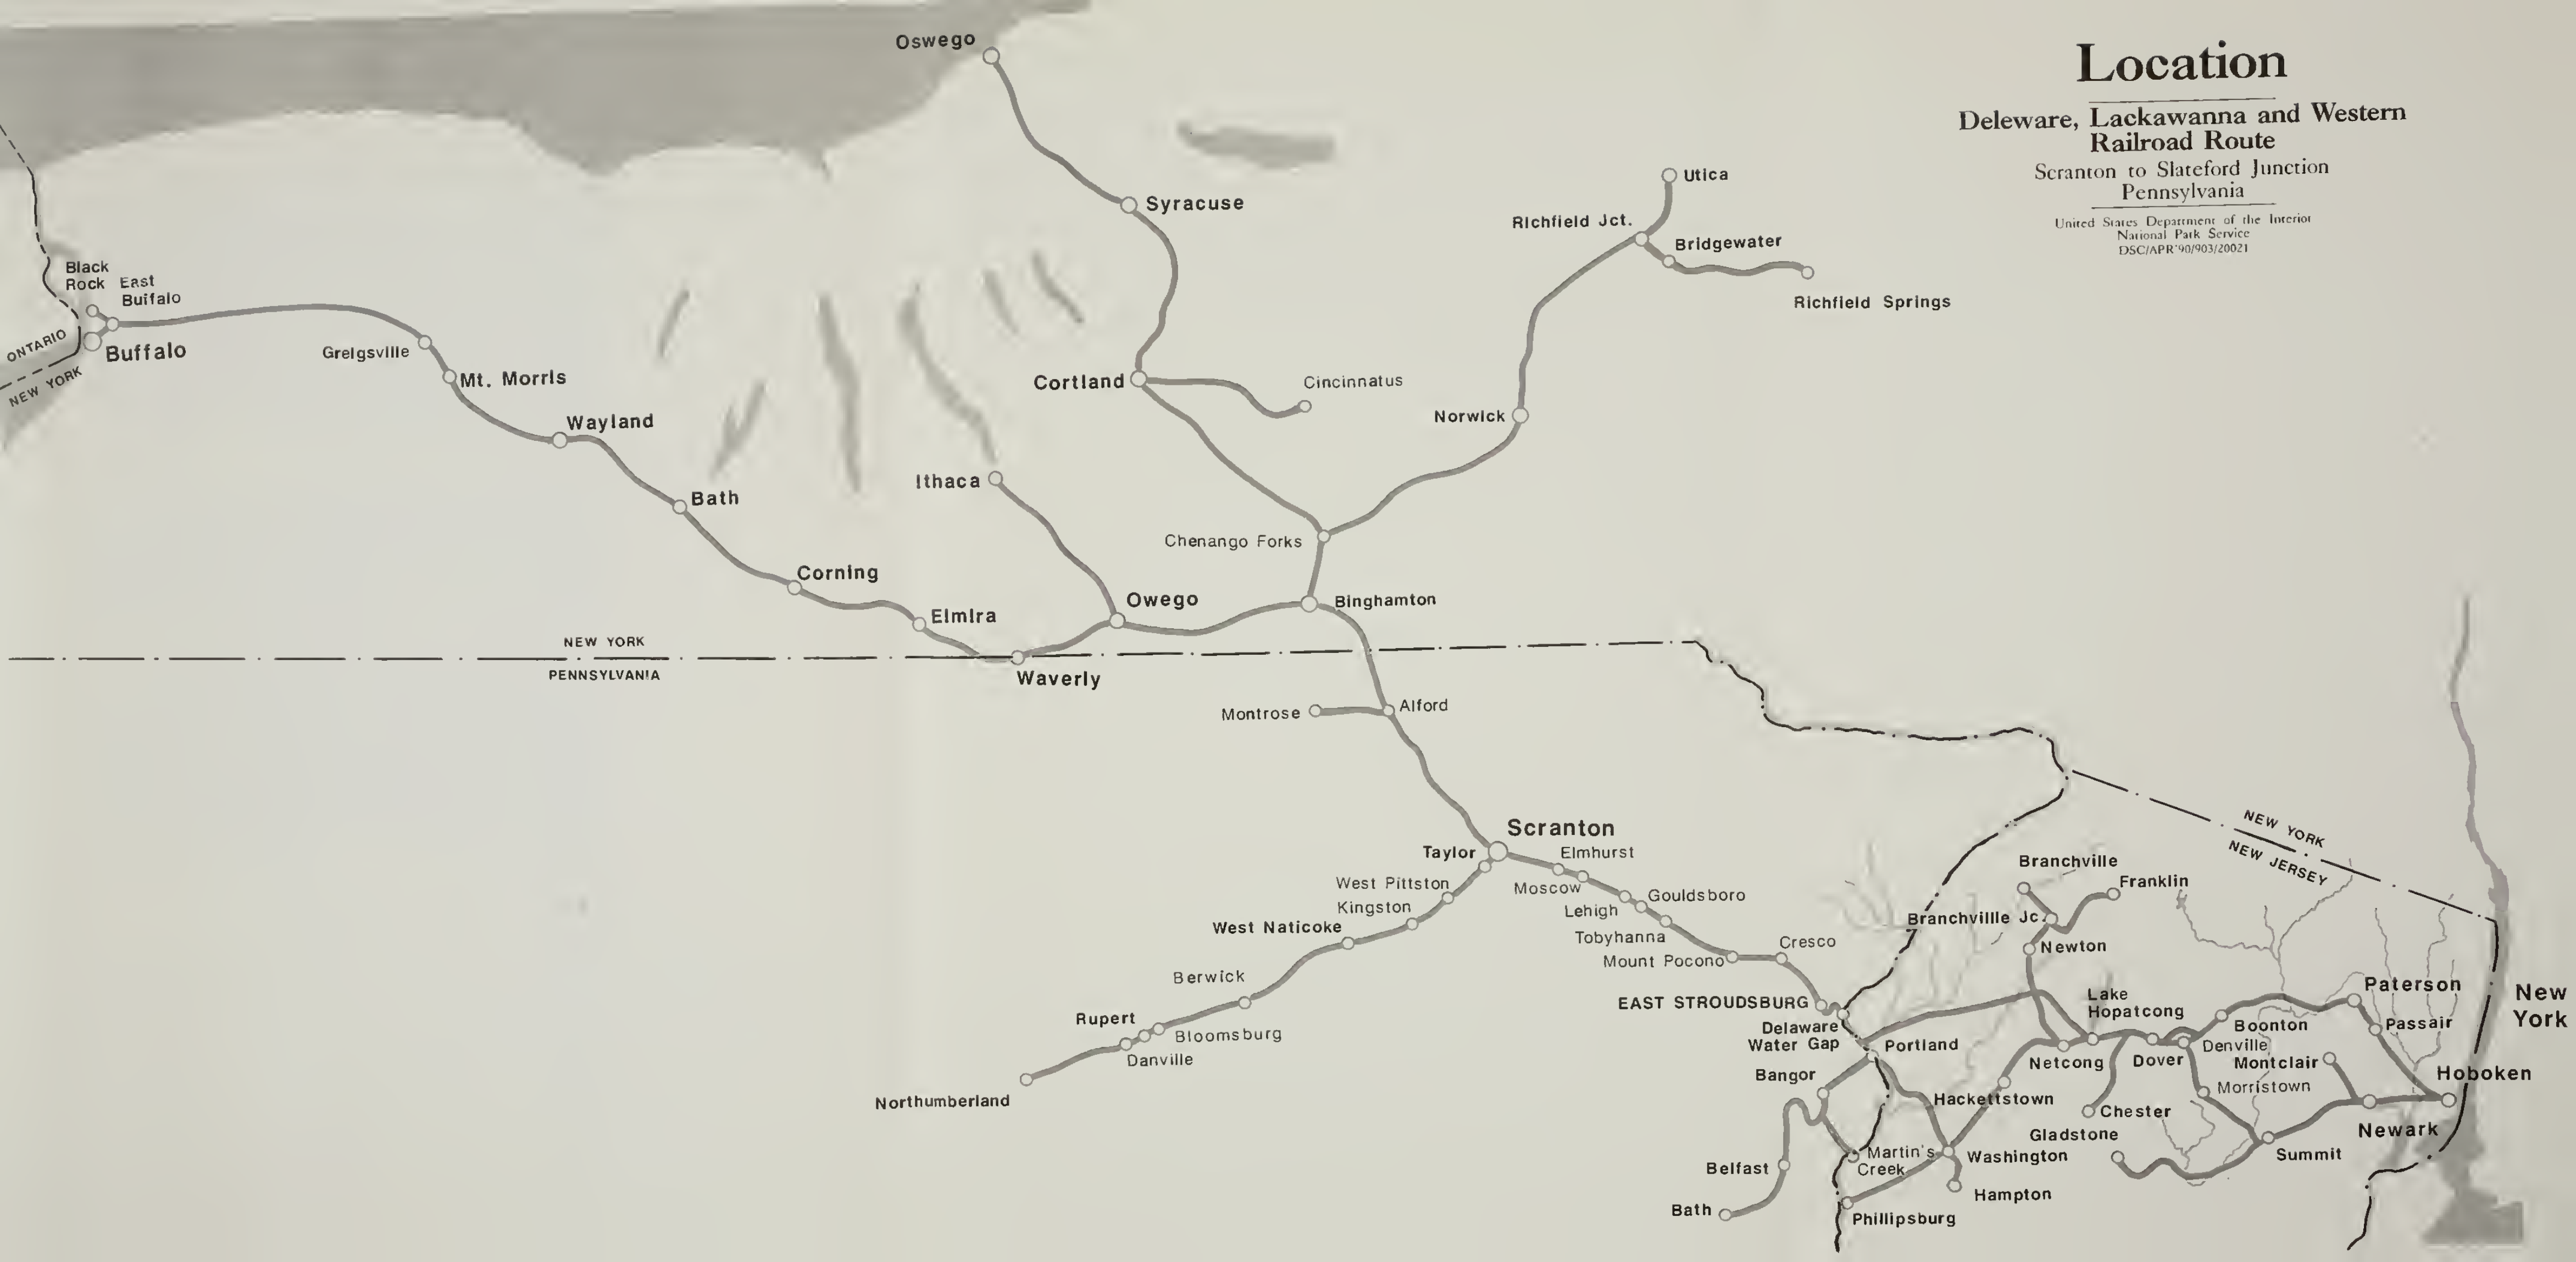 Location
Deleware, Lackawanna and Western
Railroad Route
Scranton to Slateford Junction
Pennsylvania
United States Department of the Interior
National Park Service
DSC/APR'90/903/20021
Oswego
Syracuse
Utica
Richfield Jct.
Bridgewater
Richfield Springs
Black
Rock
East
Buifalo
ONTARIO
NEW YORK
Buffalo
Greigsville
Mt. Morris
Wayland
Bath
Corning
Elmira
Cortland
Cincinnatus
Norwick
Ithaca
Chenango Forks
Owego
Binghamton
NEW YORK
PENNSYLVANIA
Waverly
Montrose
Alford
Scranton
Taylor
Elmhurst
West Pittston
Moscow
Gouldsboro
Kingston
Lehigh
West Naticoke
Tobyhanna
Cresco
Mount Pocono
Berwick
EAST STROUDSBURG
Rupert
Bloomsburg
Danville
Northumberland
Delaware
Water Gap
Portland
Bangor
Belfast
Bath
Martin's
Creek
Phillipsburg
Washington
Hampton
Hackettstown
NEW YORK
NEW JERSEY
Branchville
Franklin
Branchvillle Jc.
Newton
Lake
Hopatcong
Netcong
Dover
Denville
Boonton
Paterson
Passair
Montclair
Morristown
Chester
Gladstone
Summit
Newark
Hoboken
New
York